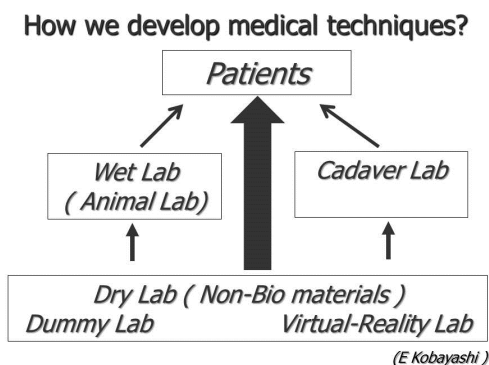 How we develop medical techniques?
Patients
Wet Lab
( Animal Lab)
Cadaver Lab
Dry Lab ( Non-Bio materials )
Dummy Lab Virtual-Reality Lab
(E Kobayashi )